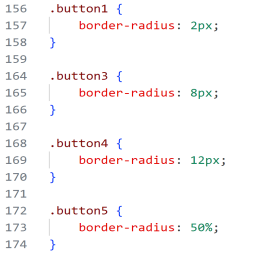 156 .button1 {
157     border-radius: 2px;
158 }
159
164 .button3 {
165     border-radius: 8px;
166 }
167
168 .button4 {
169     border-radius: 12px;
170 }
171
172 .button5 {
173     border-radius: 50%;
174 }